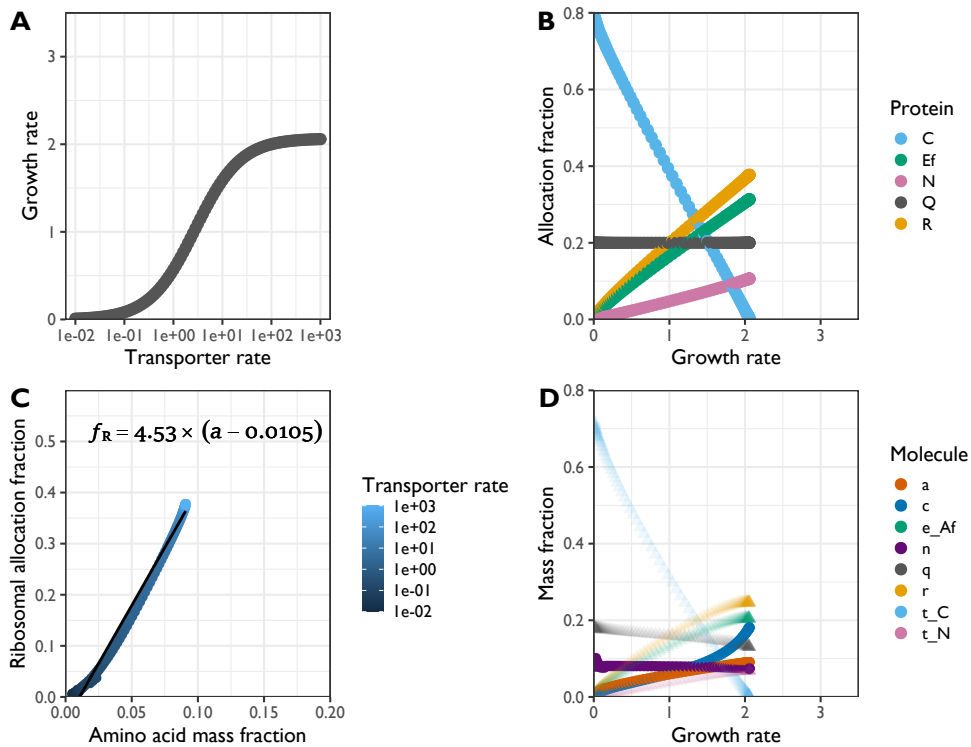 A
3
2
1
0
Growth rate
1e-02 1e-01 1e+00 1e+01 1e+02 1e+03
Transporter rate
B
0.8
0.6
0.4
0.2
0.0
Allocation fraction
0 1 2 3
Growth rate
Protein
C
Ef
N
Q
R
C
fR = 4.53 × (a − 0.0105)
0.5
0.4
0.3
0.2
0.1
0.0
Ribosomal allocation fraction
0.00 0.05 0.10 0.15 0.20
Amino acid mass fraction
Transporter rate
1e+03
1e+02
1e+01
1e+00
1e-01
1e-02
D
0.8
0.6
0.4
0.2
0.0
Mass fraction
0 1 2 3
Growth rate
Molecule
a
c
e_Af
n
q
r
t_C
t_N